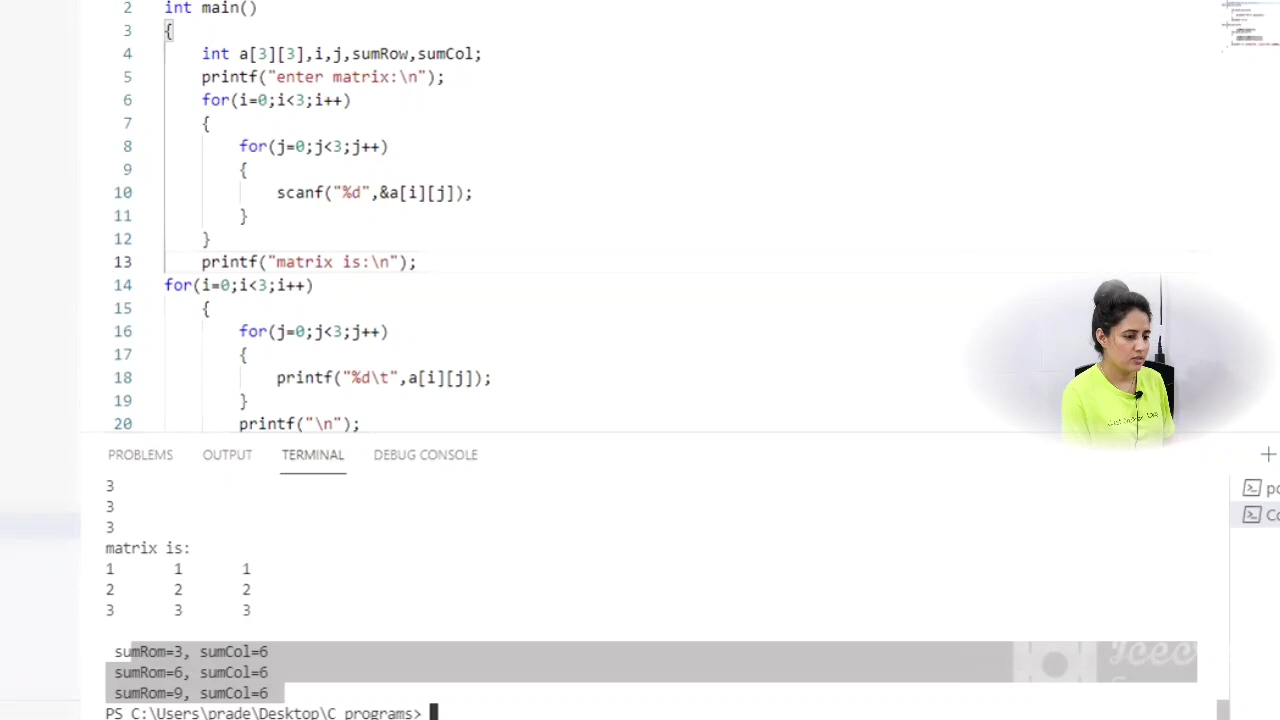 2 int main()
3 {
4 int a[3][3],i,j,sumRow,sumCol;
5 printf("enter matrix:\n");
6 for(i=0;i<3;i++)
7 {
8 for(j=0;j<3;j++)
9 {
10 scanf("%d",&a[i][j]);
11 }
12 }
13 printf("matrix is:\n");
14 for(i=0;i<3;i++)
15 {
16 for(j=0;j<3;j++)
17 {
18 printf("%d\t",a[i][j]);
19 }
20 printf("\n");
PROBLEMS OUTPUT TERMINAL DEBUG CONSOLE
3
3
3
matrix is:
1 1 1
2 2 2
3 3 3
sumRom=3, sumCol=6
sumRom=6, sumCol=6
sumRom=9, sumCol=6
PS C:\Users\prade\Desktop\C programs>